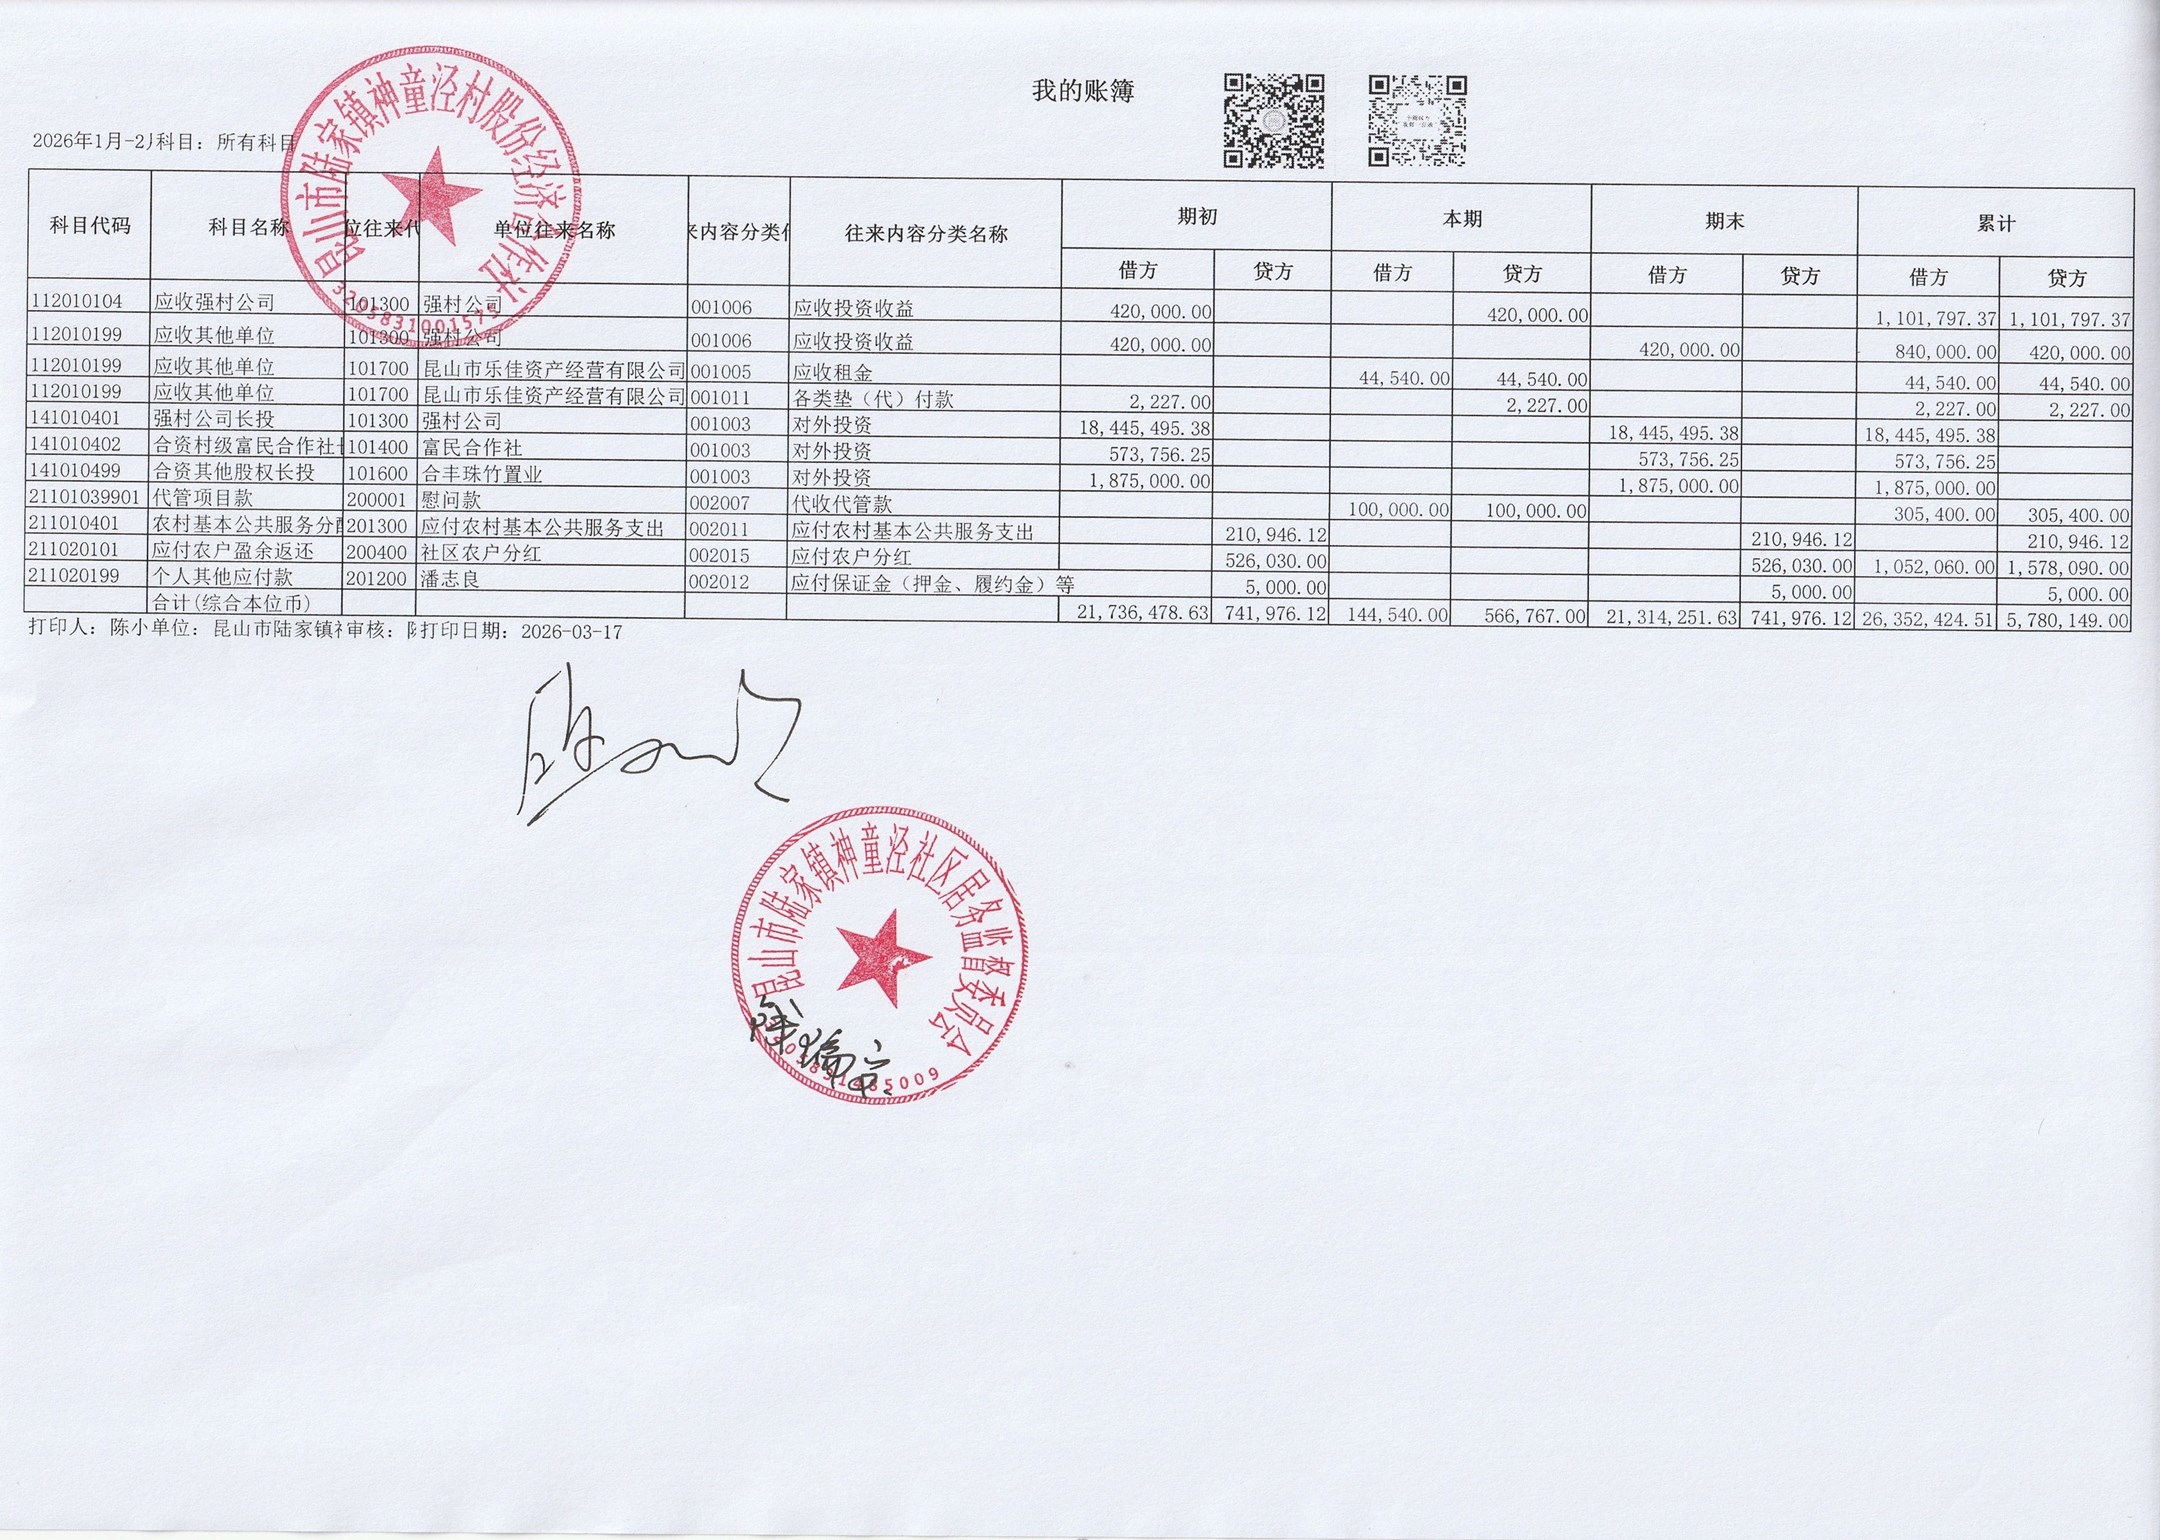 我的账簿
昆山市陆家镇神童泾村股份经济合作社
3205831001575
2026年1月-2月科目：所有科目
科目代码 科目名称 位往来代 单位往来名称 来内容分类代 往来内容分类名称 期初 本期 期末 累计
借方 贷方 借方 贷方 借方 贷方 借方 贷方
112010104 应收强村公司 101300 强村公司 001006 应收投资收益 420,000.00 420,000.00 1,101,797.37 1,101,797.37
112010199 应收其他单位 101300 强村公司 001006 应收投资收益 420,000.00 420,000.00 840,000.00 420,000.00
112010199 应收其他单位 101700 昆山市乐佳资产经营有限公司 001005 应收租金 44,540.00 44,540.00 44,540.00 44,540.00
112010199 应收其他单位 101700 昆山市乐佳资产经营有限公司 001011 各类垫（代）付款 2,227.00 2,227.00 2,227.00 2,227.00
141010401 强村公司长投 101300 强村公司 001003 对外投资 18,445,495.38 18,445,495.38 18,445,495.38
141010402 合资村级富民合作社 101400 富民合作社 001003 对外投资 573,756.25 573,756.25 573,756.25
141010499 合资其他股权长投 101600 合丰珠竹置业 001003 对外投资 1,875,000.00 1,875,000.00 1,875,000.00
21101039901 代管项目款 200001 慰问款 002007 代收代管款 100,000.00 100,000.00 305,400.00 305,400.00
211010401 农村基本公共服务分配 201300 应付农村基本公共服务支出 002011 应付农村基本公共服务支出 210,946.12 210,946.12 210,946.12
211020101 应付农户盈余返还 200400 社区农户分红 002015 应付农户分红 526,030.00 526,030.00 1,052,060.00 1,578,090.00
211020199 个人其他应付款 201200 潘志良 002012 应付保证金（押金、履约金）等 5,000.00 5,000.00 5,000.00
合计(综合本位币) 21,736,478.63 741,976.12 144,540.00 566,767.00 21,314,251.63 741,976.12 26,352,424.51 5,780,149.00
打印人：陈小单位：昆山市陆家镇神审核：陈打印日期：2026-03-17
昆山市陆家镇神童泾社区居务监督委员会